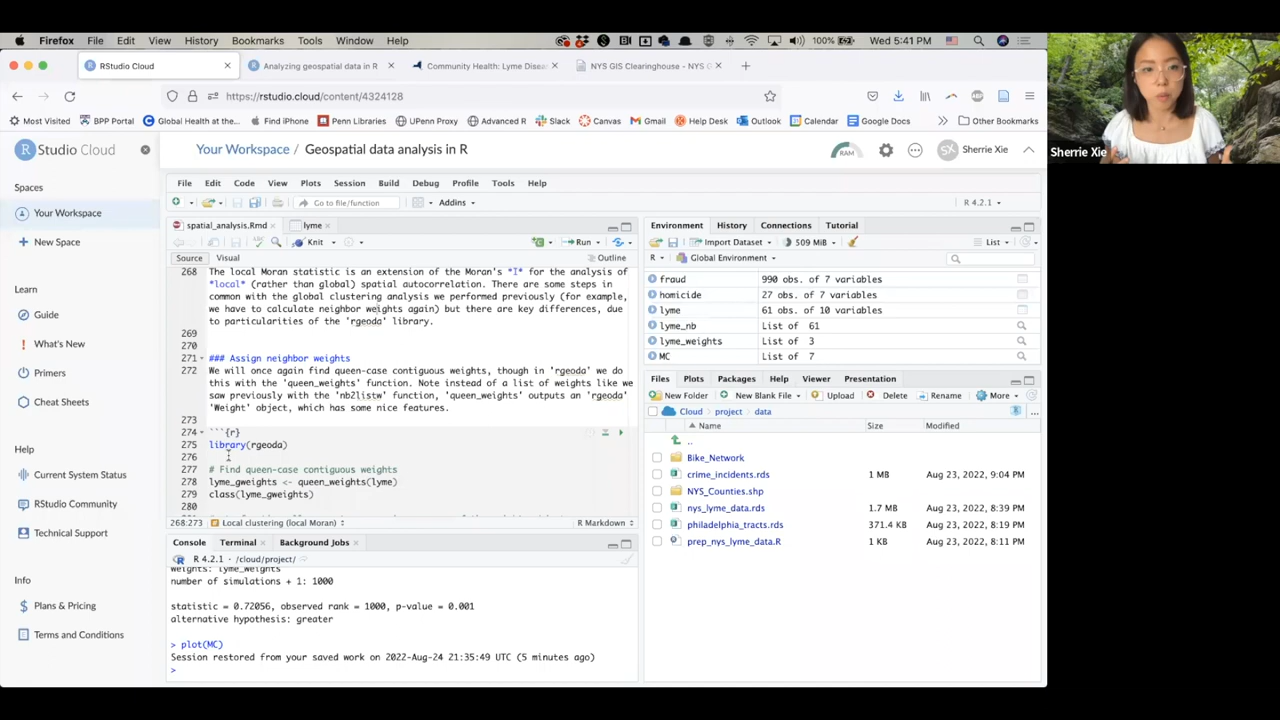 Firefox File Edit View History Bookmarks Tools Window Help 100% Wed 5:41 PM
RStudio Cloud
Analyzing geospatial data in R
Community Health: Lyme Disea
NYS GIS Clearinghouse - NYS
https://rstudio.cloud/content/4324128
Most Visited BPP Portal Global Health at the... Find iPhone Penn Libraries UPenn Proxy Advanced R Slack Canvas Gmail Help Desk Outlook Calendar Google Docs Other Bookmarks
R Studio Cloud
Your Workspace / Geospatial data analysis in R
RAM
SX Sherrie Xie
Spaces
Your Workspace
New Space
Learn
Guide
What's New
Primers
Cheat Sheets
Help
Current System Status
RStudio Community
Technical Support
Info
Plans & Pricing
Terms and Conditions
File Edit Code View Plots Session Build Debug Profile Tools Help
Go to file/function Addins R 4.2.1
spatial_analysis.Rmd lyme
Knit Run
Source Visual Outline
268 The local Moran statistic is an extension of the Moran's *I* for the analysis of
*local* (rather than global) spatial autocorrelation. There are some steps in
common with the global clustering analysis we performed previously (for example,
we have to calculate neighbor weights again) but there are key differences, due
to particularities of the 'rgeoda' library.
269
270
271 ### Assign neighbor weights
272 We will once again find queen-case contiguous weights, though in 'rgeoda' we do
this with the 'queen_weights' function. Note instead of a list of weights like we
saw previously with the 'nb2listw' function, 'queen_weights' outputs an 'rgeoda'
'Weight' object, which has some nice features.
273
274 ```{r}
275 library(rgeoda)
276
277 # Find queen-case contiguous weights
278 lyme_gweights <- queen_weights(lyme)
279 class(lyme_gweights)
280
268:273 Local clustering (local Moran) R Markdown
Console Terminal Background Jobs
R 4.2.1 · /cloud/project/
weights: lyme_weights
number of simulations + 1: 1000
statistic = 0.72056, observed rank = 1000, p-value = 0.001
alternative hypothesis: greater
> plot(MC)
Session restored from your saved work on 2022-Aug-24 21:35:49 UTC (5 minutes ago)
>
Environment History Connections Tutorial
Import Dataset 509 MiB List
R Global Environment
fraud 990 obs. of 7 variables
homicide 27 obs. of 7 variables
lyme 61 obs. of 10 variables
lyme_nb List of 61
lyme_weights List of 3
MC List of 7
Files Plots Packages Help Viewer Presentation
New Folder New Blank File Upload Delete Rename More
Cloud project data
Name Size Modified
..
Bike_Network
crime_incidents.rds 1 MB Aug 23, 2022, 9:04 PM
NYS_Counties.shp
nys_lyme_data.rds 1.7 MB Aug 23, 2022, 8:39 PM
philadelphia_tracts.rds 371.4 KB Aug 23, 2022, 8:19 PM
prep_nys_lyme_data.R 1 KB Aug 23, 2022, 8:11 PM
Sherrie Xie